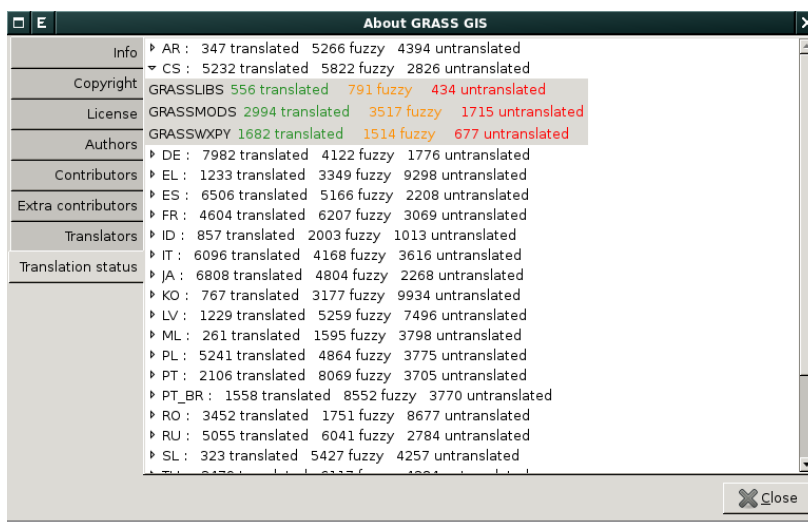 E About GRASS GIS
Info
Copyright
License
Authors
Contributors
Extra contributors
Translators
Translation status
AR : 347 translated 5266 fuzzy 4394 untranslated
CS : 5232 translated 5822 fuzzy 2826 untranslated
GRASSLIBS 556 translated 791 fuzzy 434 untranslated
GRASSMODS 2994 translated 3517 fuzzy 1715 untranslated
GRASSWXPY 1682 translated 1514 fuzzy 677 untranslated
DE : 7982 translated 4122 fuzzy 1776 untranslated
EL : 1233 translated 3349 fuzzy 9298 untranslated
ES : 6506 translated 5166 fuzzy 2208 untranslated
FR : 4604 translated 6207 fuzzy 3069 untranslated
ID : 857 translated 2003 fuzzy 1013 untranslated
IT : 6096 translated 4168 fuzzy 3616 untranslated
JA : 6808 translated 4804 fuzzy 2268 untranslated
KO : 767 translated 3177 fuzzy 9934 untranslated
LV : 1229 translated 5259 fuzzy 7496 untranslated
ML : 261 translated 1595 fuzzy 3798 untranslated
PL : 5241 translated 4864 fuzzy 3775 untranslated
PT : 2106 translated 8069 fuzzy 3705 untranslated
PT_BR : 1558 translated 8552 fuzzy 3770 untranslated
RO : 3452 translated 1751 fuzzy 8677 untranslated
RU : 5055 translated 6041 fuzzy 2784 untranslated
SL : 323 translated 5427 fuzzy 4257 untranslated
Close